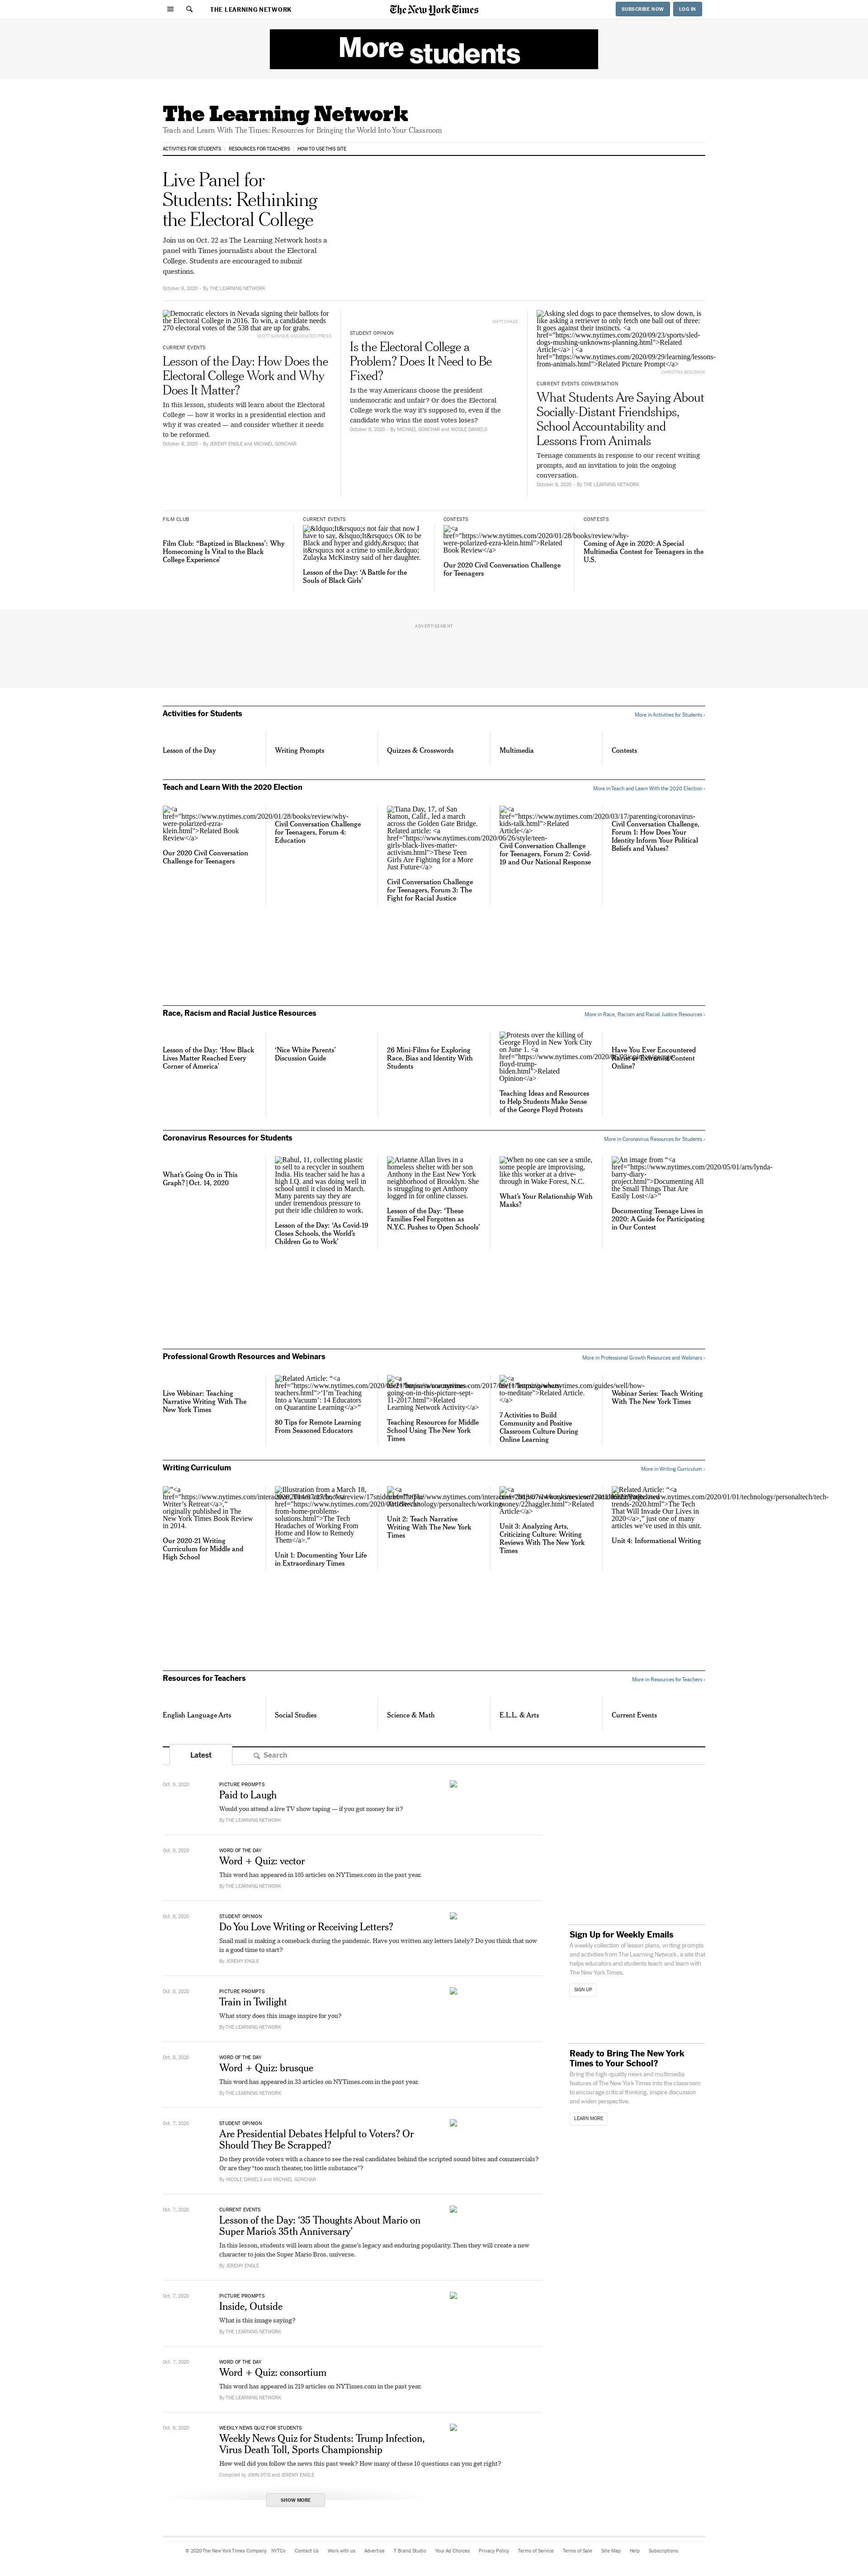 THE LEARNING NETWORK
The New York Times
SUBSCRIBE NOW
LOG IN
More students
The Learning Network
Teach and Learn With The Times: Resources for Bringing the World Into Your Classroom
ACTIVITIES FOR STUDENTS
RESOURCES FOR TEACHERS
HOW TO USE THIS SITE
Live Panel for
Students: Rethinking
the Electoral College
Join us on Oct. 22 as The Learning Network hosts a
panel with Times journalists about the Electoral
College. Students are encouraged to submit
questions.
October 8, 2020 - By THE LEARNING NETWORK
Democratic electors in Nevada signing their ballots for
the Electoral College in 2016. To win, a candidate needs
270 electoral votes of the 538 that are up for grabs.
SCOTT SONNER/ASSOCIATED PRESS
CURRENT EVENTS
Lesson of the Day: How Does the
Electoral College Work and Why
Does It Matter?
In this lesson, students will learn about the Electoral
College — how it works in a presidential election and
why it was created — and consider whether it needs
to be reformed.
October 8, 2020 - By JEREMY ENGLE and MICHAEL GONCHAR
MATT CHASE
STUDENT OPINION
Is the Electoral College a
Problem? Does It Need to Be
Fixed?
Is the way Americans choose the president
undemocratic and unfair? Or does the Electoral
College work the way it's supposed to, even if the
candidate who wins the most votes loses?
October 8, 2020 - By MICHAEL GONCHAR and NICOLE DANIELS
Asking sled dogs to pace themselves, to slow down, is
like asking a retriever to only fetch one ball out of three:
It goes against their instincts. <a
href="https://www.nytimes.com/2020/09/23/sports/sled-
dogs-mushing-unknowns-planning.html">Related
Article</a> | <a
href="https://www.nytimes.com/2020/09/29/learning/lessons-
from-animals.html">Related Picture Prompt</a>
CHRISTINA BODZNICK
CURRENT EVENTS CONVERSATION
What Students Are Saying About
Socially-Distant Friendships,
School Accountability and
Lessons From Animals
Teenage comments in response to our recent writing
prompts, and an invitation to join the ongoing
conversation.
October 8, 2020 - By THE LEARNING NETWORK
FILM CLUB
Film Club: “‘Baptized in Blackness’: Why
Homecoming Is Vital to the Black
College Experience’
CURRENT EVENTS
&ldquo;It&rsquo;s not fair that now I
have to say, &lsquo;It&rsquo;s OK to be
Black and hyper and giddy,&rsquo; that
it&rsquo;s not a crime to smile,&rdquo;
Zulayka McKinstry said of her daughter.
Lesson of the Day: ‘A Battle for the
Souls of Black Girls’
CONTESTS
<a
href="https://www.nytimes.com/2020/01/28/books/review/why-
were-polarized-ezra-klein.html">Related
Book Review</a>
Our 2020 Civil Conversation Challenge
for Teenagers
CONTESTS
Coming of Age in 2020: A Special
Multimedia Contest for Teenagers in the
U.S.
ADVERTISEMENT
Activities for Students
More in Activities for Students ›
Lesson of the Day
Writing Prompts
Quizzes & Crosswords
Multimedia
Contests
Teach and Learn With the 2020 Election
More in Teach and Learn With the 2020 Election ›
<a
href="https://www.nytimes.com/2020/01/28/books/review/why-
were-polarized-ezra-
klein.html">Related Book
Review</a>
Our 2020 Civil Conversation
Challenge for Teenagers
Civil Conversation Challenge
for Teenagers, Forum 4:
Education
Tiana Day, 17, of San
Ramon, Calif., led a march
across the Golden Gate Bridge.
Related article: <a
href="https://www.nytimes.com/2020/06/26/style/teen-
girls-black-lives-matter-
activism.html">These Teen
Girls Are Fighting for a More
Just Future</a>
Civil Conversation Challenge
for Teenagers, Forum 3: The
Fight for Racial Justice
<a
href="https://www.nytimes.com/2020/03/17/parenting/coronavirus-
kids-talk.html">Related
Article</a>
Civil Conversation Challenge
for Teenagers, Forum 2: Covid-
19 and Our National Response
Civil Conversation Challenge,
Forum 1: How Does Your
Identity Inform Your Political
Beliefs and Values?
Race, Racism and Racial Justice Resources
More in Race, Racism and Racial Justice Resources ›
Lesson of the Day: ‘How Black
Lives Matter Reached Every
Corner of America’
‘Nice White Parents’
Discussion Guide
26 Mini-Films for Exploring
Race, Bias and Identity With
Students
Protests over the killing of
George Floyd in New York City
on June 1. <a
floyd-trump-
biden.html">Related
Opinion</a>
Teaching Ideas and Resources
to Help Students Make Sense
of the George Floyd Protests
Have You Ever Encountered
Racist or Extremist Content
Online?
Coronavirus Resources for Students
More in Coronavirus Resources for Students ›
What's Going On in This
Graph? | Oct. 14, 2020
Rahul, 11, collecting plastic
to sell to a recycler in southern
India. His teacher said he has a
high I.Q. and was doing well in
school until it closed in March.
Many parents say they are
under tremendous pressure to
put their idle children to work.
Lesson of the Day: ‘As Covid-19
Closes Schools, the World's
Children Go to Work’
Arianne Allan lives in a
homeless shelter with her son
Anthony in the East New York
neighborhood of Brooklyn. She
is struggling to get Anthony
logged in for online classes.
Lesson of the Day: ‘These
Families Feel Forgotten as
N.Y.C. Pushes to Open Schools’
When no one can see a smile,
some people are improvising,
like this worker at a drive-
through in Wake Forest, N.C.
What's Your Relationship With
Masks?
An image from “<a
href="https://www.nytimes.com/2020/05/01/arts/lynda-
barry-diary-
project.html">Documenting All
the Small Things That Are
Easily Lost</a>”
Documenting Teenage Lives in
2020: A Guide for Participating
in Our Contest
Professional Growth Resources and Webinars
More in Professional Growth Resources and Webinars ›
Live Webinar: Teaching
Narrative Writing With The
New York Times
Related Article: “<a
teachers.html">‘I’m Teaching
Into a Vacuum’: 14 Educators
on Quarantine Learning</a>”
80 Tips for Remote Learning
From Seasoned Educators
<a
going-on-in-this-picture-sept-
11-2017.html">Related
Learning Network Activity</a>
Teaching Resources for Middle
School Using The New York
Times
<a
to-meditate">Related Article.
</a>
7 Activities to Build
Community and Positive
Classroom Culture During
Online Learning
Webinar Series: Teach Writing
With The New York Times
Writing Curriculum
More in Writing Curriculum ›
“<a
Writer’s Retreat</a>,”
originally published in The
New York Times Book Review
in 2014.
Our 2020-21 Writing
Curriculum for Middle and
High School
Illustration from a March 18,
from-home-problems-
solutions.html">The Tech
Headaches of Working From
Home and How to Remedy
Them</a>.”
Unit 1: Documenting Your Life
in Extraordinary Times
<a
Unit 2: Teach Narrative
Writing With The New York
Times
<a
money/22haggler.html">Related
Article</a>
Unit 3: Analyzing Arts,
Criticizing Culture: Writing
Reviews With The New York
Times
Related Article: “<a
trends-2020.html">The Tech
That Will Invade Our Lives in
2020</a>,” just one of many
articles we’ve used in this unit.
Unit 4: Informational Writing
Resources for Teachers
More in Resources for Teachers ›
English Language Arts
Social Studies
Science & Math
E.L.L. & Arts
Current Events
Latest
Search
Oct. 9, 2020
PICTURE PROMPTS
Paid to Laugh
Would you attend a live TV show taping — if you got money for it?
By THE LEARNING NETWORK
Oct. 9, 2020
WORD OF THE DAY
Word + Quiz: vector
This word has appeared in 105 articles on NYTimes.com in the past year.
By THE LEARNING NETWORK
Oct. 8, 2020
STUDENT OPINION
Do You Love Writing or Receiving Letters?
Snail mail is making a comeback during the pandemic. Have you written any letters lately? Do you think that now
is a good time to start?
By JEREMY ENGLE
Oct. 8, 2020
PICTURE PROMPTS
Train in Twilight
What story does this image inspire for you?
By THE LEARNING NETWORK
Oct. 8, 2020
WORD OF THE DAY
Word + Quiz: brusque
This word has appeared in 33 articles on NYTimes.com in the past year.
By THE LEARNING NETWORK
Oct. 7, 2020
STUDENT OPINION
Are Presidential Debates Helpful to Voters? Or
Should They Be Scrapped?
Do they provide voters with a chance to see the real candidates behind the scripted sound bites and commercials?
Or are they “too much theater, too little substance”?
By NICOLE DANIELS and MICHAEL GONCHAR
Oct. 7, 2020
CURRENT EVENTS
Lesson of the Day: ‘35 Thoughts About Mario on
Super Mario’s 35th Anniversary’
In this lesson, students will learn about the game’s legacy and enduring popularity. Then they will create a new
character to join the Super Mario Bros. universe.
By JEREMY ENGLE
Oct. 7, 2020
PICTURE PROMPTS
Inside, Outside
What is this image saying?
By THE LEARNING NETWORK
Oct. 7, 2020
WORD OF THE DAY
Word + Quiz: consortium
This word has appeared in 219 articles on NYTimes.com in the past year.
By THE LEARNING NETWORK
Oct. 6, 2020
WEEKLY NEWS QUIZ FOR STUDENTS
Weekly News Quiz for Students: Trump Infection,
Virus Death Toll, Sports Championship
How well did you follow the news this past week? How many of these 10 questions can you get right?
Compiled by JOHN OTIS and JEREMY ENGLE
SHOW MORE
Sign Up for Weekly Emails
A weekly collection of lesson plans, writing prompts
and activities from The Learning Network, a site that
helps educators and students teach and learn with
The New York Times.
SIGN UP
Ready to Bring The New York
Times to Your School?
Bring the high-quality news and multimedia
features of The New York Times into the classroom
to encourage critical thinking, inspire discussion
and widen perspective.
LEARN MORE
© 2020 The New York Times Company
NYTCo
Contact Us
Work with us
Advertise
T Brand Studio
Your Ad Choices
Privacy Policy
Terms of Service
Terms of Sale
Site Map
Help
Subscriptions